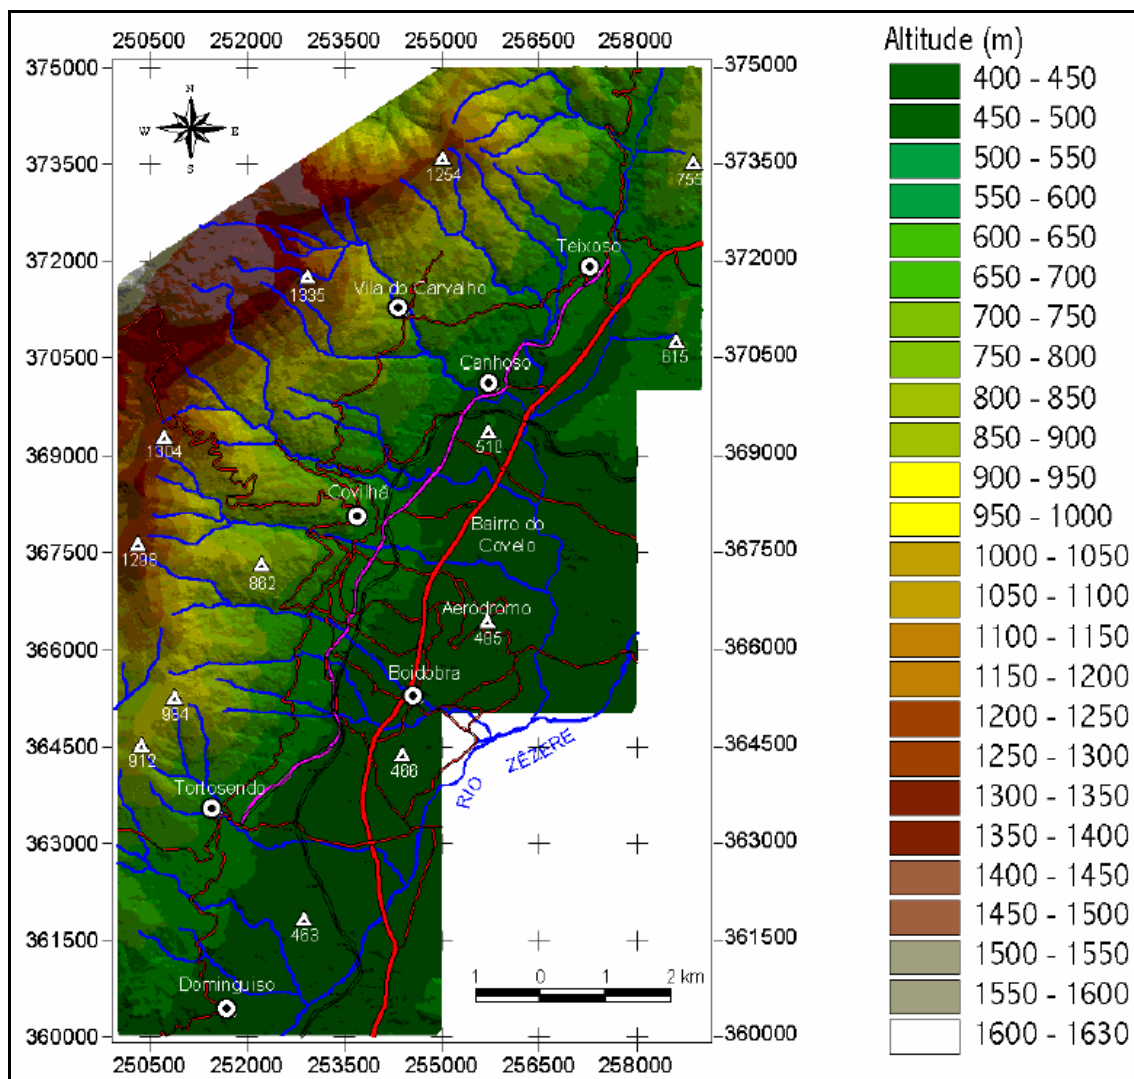 250500 252000 253500 255000 256500 258000
Altitude (m)
375000 375000
400 - 450
450 - 500
500 - 550
550 - 600
600 - 650
650 - 700
700 - 750
750 - 800
800 - 850
850 - 900
900 - 950
950 - 1000
1000 - 1050
1050 - 1100
1100 - 1150
1150 - 1200
1200 - 1250
1250 - 1300
1300 - 1350
1350 - 1400
1400 - 1450
1450 - 1500
1500 - 1550
1550 - 1600
1600 - 1630
N
W E
S
373500 373500
1254
755
Teixoso
372000 372000
1335
Vila do Carvalho
370500 370500
615
Canhoso
510
1304
369000 369000
Covilhã
Bairro do
Covelo
367500 367500
1298
862
Aeródromo
485
366000 366000
Boidobra
984
364500 364500
912
466
RIO ZÊZERE
Tortosendo
363000 363000
463
361500 361500
Dominguiso
1 0 1 2 km
360000 360000
250500 252000 253500 255000 256500 258000